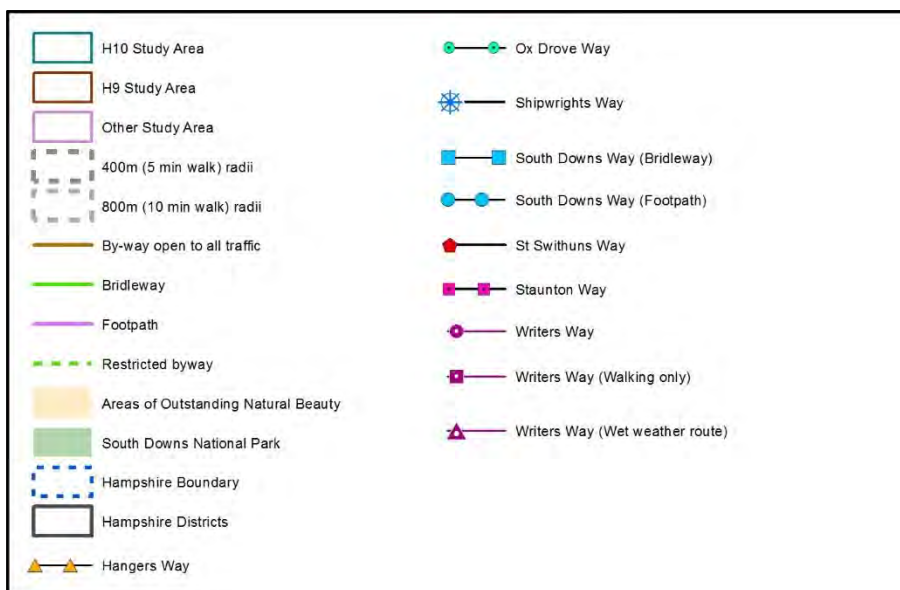 H10 Study Area
H9 Study Area
Other Study Area
400m (5 min walk) radii
800m (10 min walk) radii
By-way open to all traffic
Bridleway
Footpath
Restricted byway
Areas of Outstanding Natural Beauty
South Downs National Park
Hampshire Boundary
Hampshire Districts
Hangers Way
Ox Drove Way
Shipwrights Way
South Downs Way (Bridleway)
South Downs Way (Footpath)
St Swithuns Way
Staunton Way
Writers Way
Writers Way (Walking only)
Writers Way (Wet weather route)